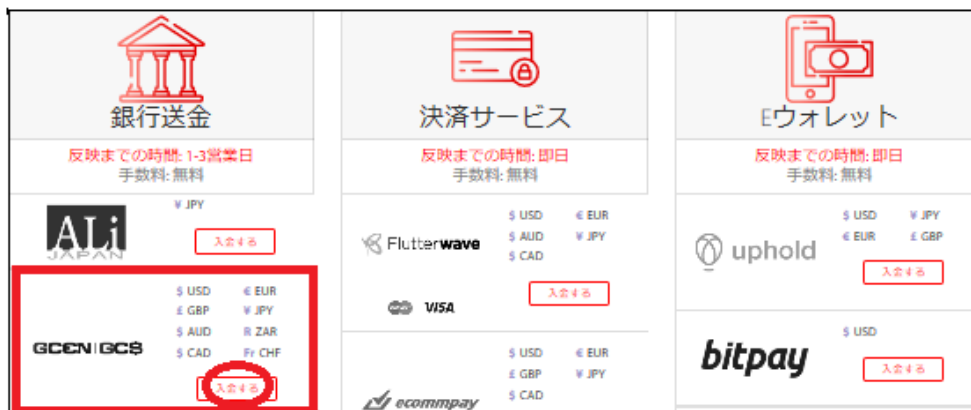 銀行送金
反映までの時間: 1-3営業日
手数料: 無料
ALi
JAPAN
¥ JPY
入金する
GCEN|GCS
$ USD € EUR
£ GBP ¥ JPY
$ AUD R ZAR
$ CAD Fr CHF
入金する
決済サービス
反映までの時間: 即日
手数料: 無料
Flutterwave
$ USD € EUR
$ AUD ¥ JPY
$ CAD
入金する
VISA
ecommpay
$ USD € EUR
£ GBP ¥ JPY
$ CAD
Eウォレット
反映までの時間: 即日
手数料: 無料
uphold
$ USD ¥ JPY
€ EUR £ GBP
入金する
bitpay
$ USD
入金する